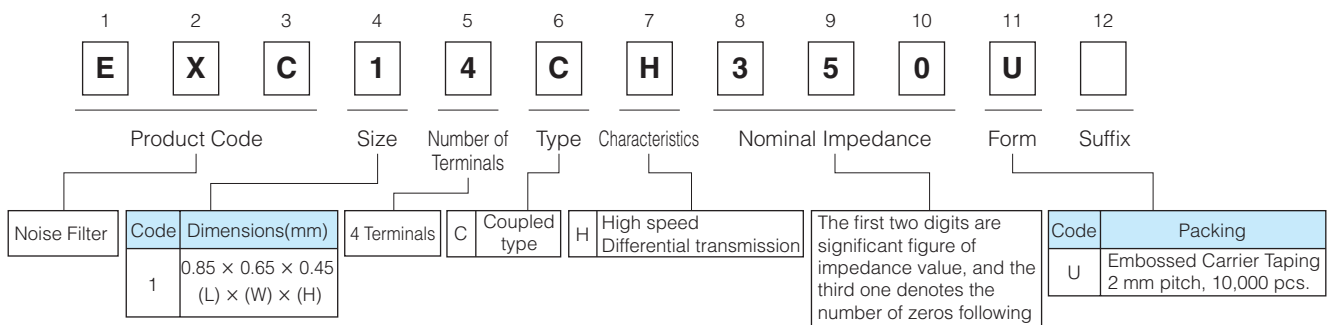 1 2 3 4 5 6 7 8 9 10 11 12
E X C 1 4 C H 3 5 0 U
Product Code Size Number of Terminals Type Characteristics Nominal Impedance Form Suffix
Noise Filter
Code Dimensions(mm)
1 0.85 × 0.65 × 0.45
(L) × (W) × (H)
4 Terminals
C Coupled
type
H High speed
Differential transmission
The first two digits are
significant figure of
impedance value, and the
third one denotes the
number of zeros following
Code Packing
U Embossed Carrier Taping
2 mm pitch, 10,000 pcs.